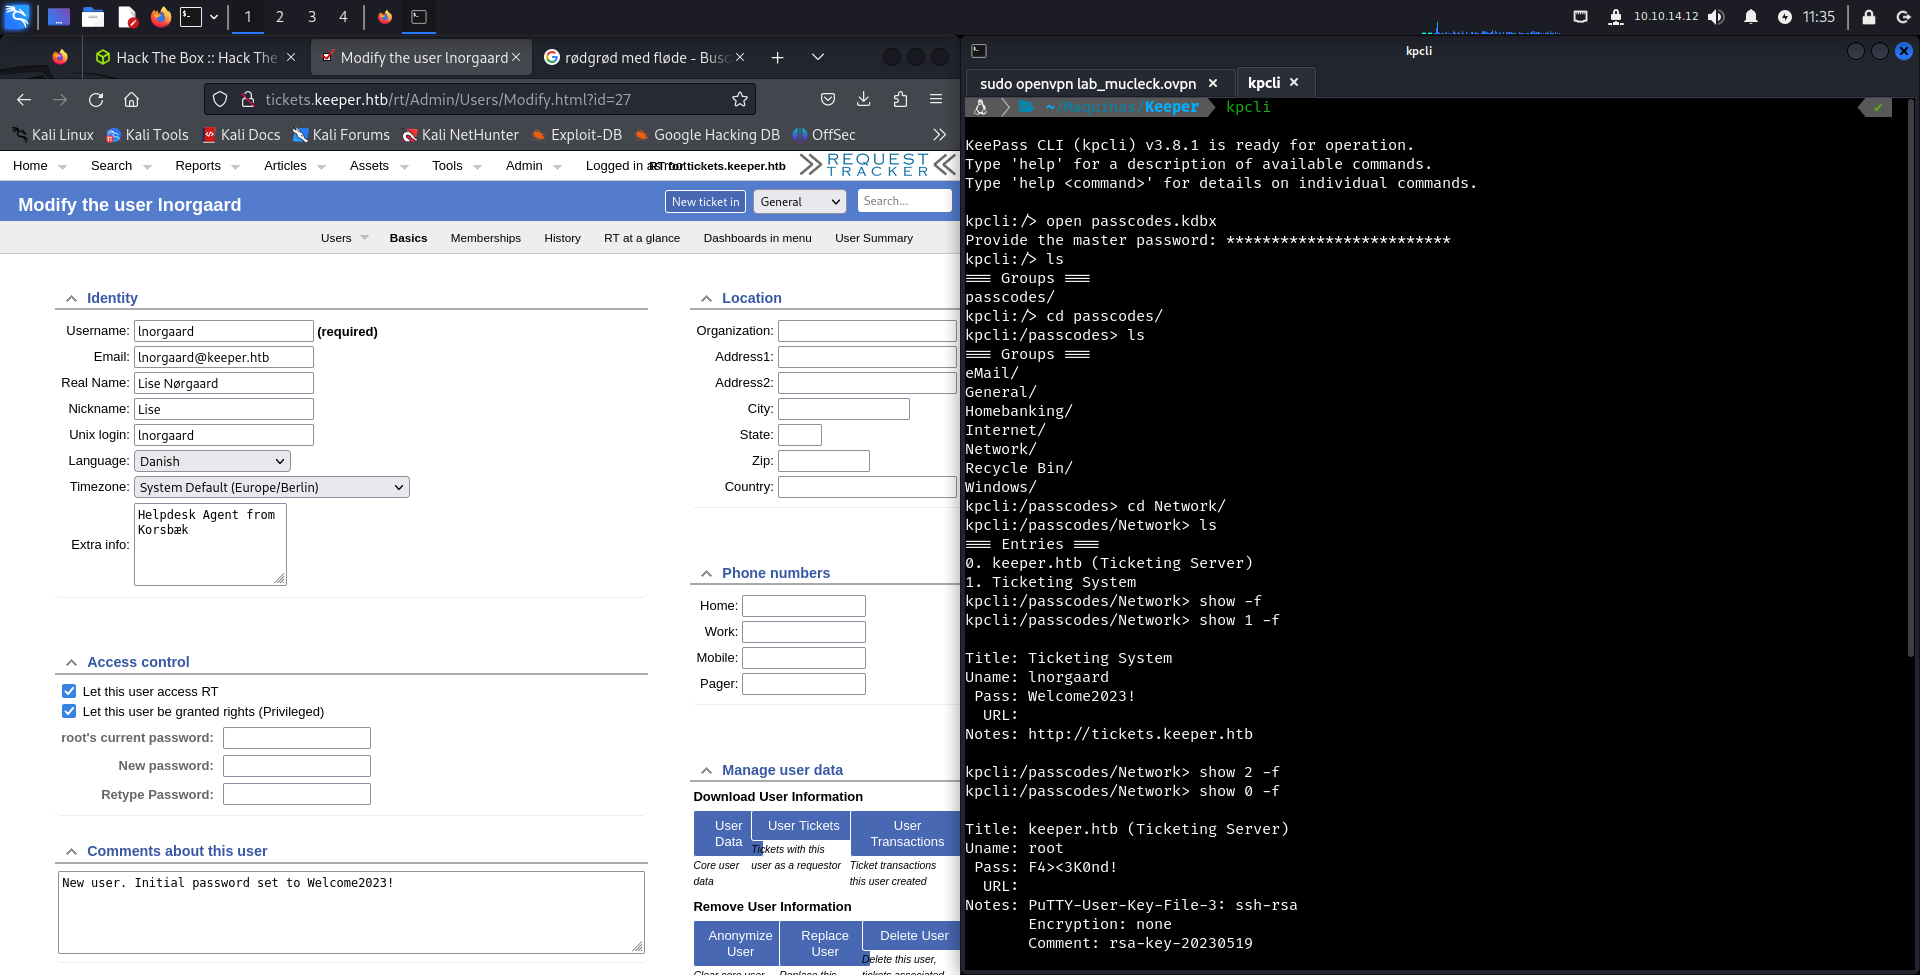 1 2 3 4
10.10.14.12 11:35
Hack The Box :: Hack The
Modify the user lnorgaard
rødgrød med fløde - Busc
tickets.keeper.htb/rt/Admin/Users/Modify.html?id=27
Kali Linux Kali Tools Kali Docs Kali Forums Kali NetHunter Exploit-DB Google Hacking DB OffSec
Home Search Reports Articles Assets Tools Admin Logged in as RT for tickets.keeper.htb
REQUEST
TRACKER
Modify the user lnorgaard
New ticket in General Search...
Users Basics Memberships History RT at a glance Dashboards in menu User Summary
Identity
Username: lnorgaard (required)
Email: lnorgaard@keeper.htb
Real Name: Lise Nørgaard
Nickname: Lise
Unix login: lnorgaard
Language: Danish
Timezone: System Default (Europe/Berlin)
Extra info: Helpdesk Agent from
Korsbæk
Access control
Let this user access RT
Let this user be granted rights (Privileged)
root's current password:
New password:
Retype Password:
Comments about this user
New user. Initial password set to Welcome2023!
Location
Organization:
Address1:
Address2:
City:
State:
Zip:
Country:
Phone numbers
Home:
Work:
Mobile:
Pager:
Manage user data
Download User Information
User Data
User Tickets
User Transactions
Core user data
Tickets with this user as a requestor
Ticket transactions this user created
Remove User Information
Anonymize User
Replace User
Delete User
Clear core user
Replace this
Delete this user,
tickets associated
kpcli
sudo openvpn lab_mucleck.ovpn
kpcli
~/Maquinas/Keeper kpcli
KeePass CLI (kpcli) v3.8.1 is ready for operation.
Type 'help' for a description of available commands.
Type 'help <command>' for details on individual commands.
kpcli:/> open passcodes.kdbx
Provide the master password: *************************
kpcli:/> ls
=== Groups ===
passcodes/
kpcli:/> cd passcodes/
kpcli:/passcodes> ls
=== Groups ===
eMail/
General/
Homebanking/
Internet/
Network/
Recycle Bin/
Windows/
kpcli:/passcodes> cd Network/
kpcli:/passcodes/Network> ls
=== Entries ===
0. keeper.htb (Ticketing Server)
1. Ticketing System
kpcli:/passcodes/Network> show -f
kpcli:/passcodes/Network> show 1 -f
Title: Ticketing System
Uname: lnorgaard
Pass: Welcome2023!
URL:
Notes: http://tickets.keeper.htb
kpcli:/passcodes/Network> show 2 -f
kpcli:/passcodes/Network> show 0 -f
Title: keeper.htb (Ticketing Server)
Uname: root
Pass: F4><3K0nd!
URL:
Notes: PuTTY-User-Key-File-3: ssh-rsa
Encryption: none
Comment: rsa-key-20230519